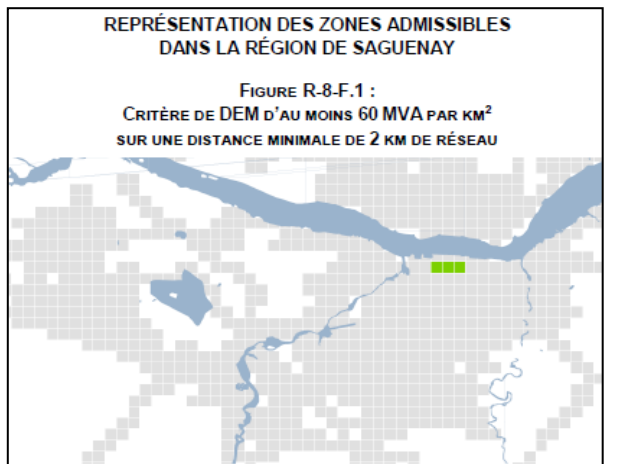 REPRÉSENTATION DES ZONES ADMISSIBLES
DANS LA RÉGION DE SAGUENAY
FIGURE R-8-F.1 :
CRITÈRE DE DEM D'AU MOINS 60 MVA PAR KM²
SUR UNE DISTANCE MINIMALE DE 2 KM DE RÉSEAU